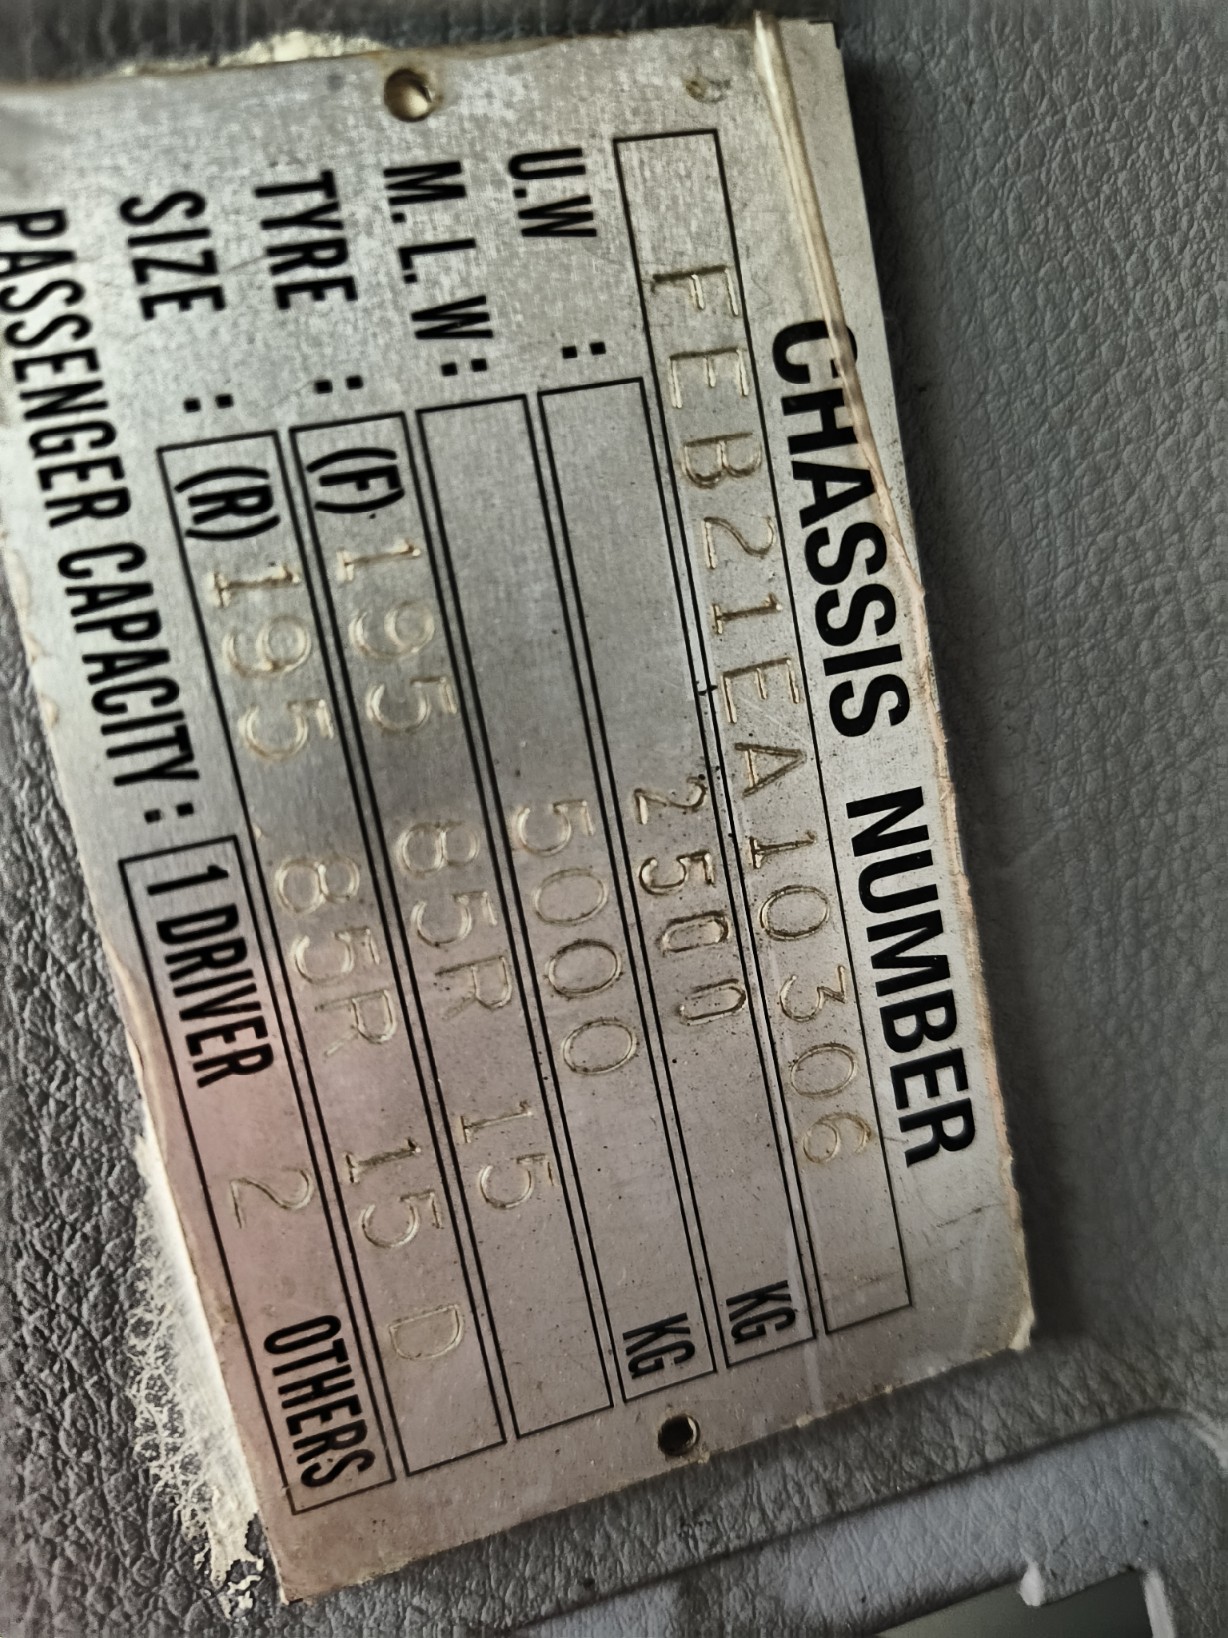 CHASSIS NUMBER
FEB21EA10306
U.W : 2500 KG
M.L.W: 5000 KG
TYRE : (F) 195 85R 15
SIZE : (R) 195 85R 15 D
PASSENGER CAPACITY: 1 DRIVER 2 OTHERS